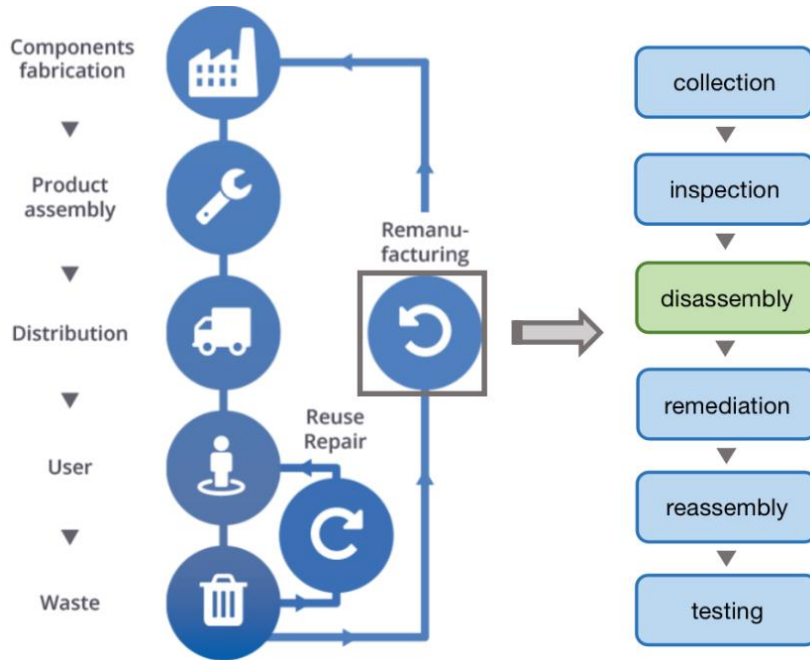 Components
fabrication
Product
assembly
Distribution
User
Waste
Reuse
Repair
Remanu-
facturing
collection
inspection
disassembly
remediation
reassembly
testing